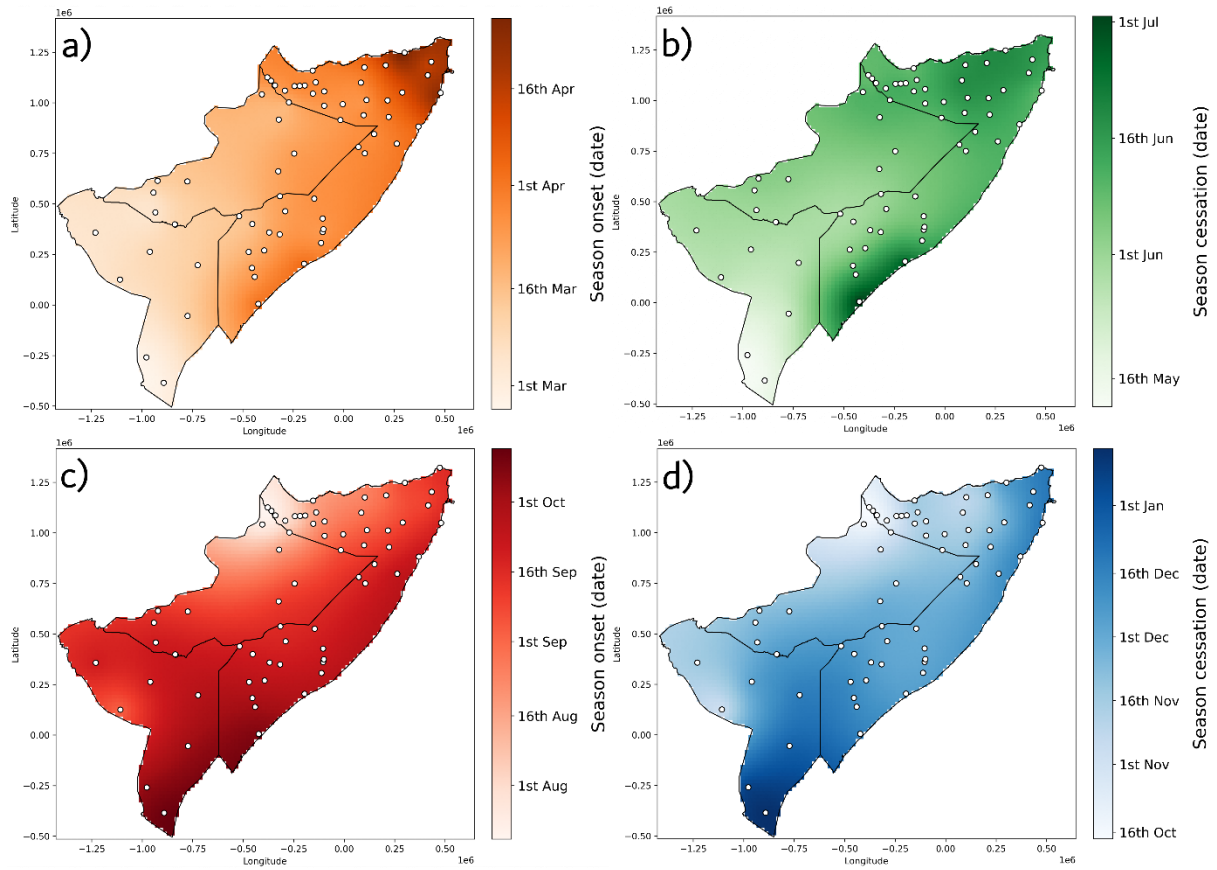 1e6
a)
1.25
1.00
0.75
0.50
0.25
0.00
−0.25
−0.50
Latitude
−1.25
−1.00
−0.75
−0.50
−0.25
0.00
0.25
0.50
Longitude
1e6
16th Apr
1st Apr
16th Mar
1st Mar
Season onset (date)
1e6
b)
1.25
1.00
0.75
0.50
0.25
0.00
−0.25
−0.50
Latitude
−1.25
−1.00
−0.75
−0.50
−0.25
0.00
0.25
0.50
Longitude
1e6
1st Jul
16th Jun
1st Jun
16th May
Season cessation (date)
1e6
c)
1.25
1.00
0.75
0.50
0.25
0.00
−0.25
−0.50
Latitude
−1.25
−1.00
−0.75
−0.50
−0.25
0.00
0.25
0.50
Longitude
1e6
1st Oct
16th Sep
1st Sep
16th Aug
1st Aug
Season onset (date)
1e6
d)
1.25
1.00
0.75
0.50
0.25
0.00
−0.25
−0.50
Latitude
−1.25
−1.00
−0.75
−0.50
−0.25
0.00
0.25
0.50
Longitude
1e6
1st Jan
16th Dec
1st Dec
16th Nov
1st Nov
16th Oct
Season cessation (date)